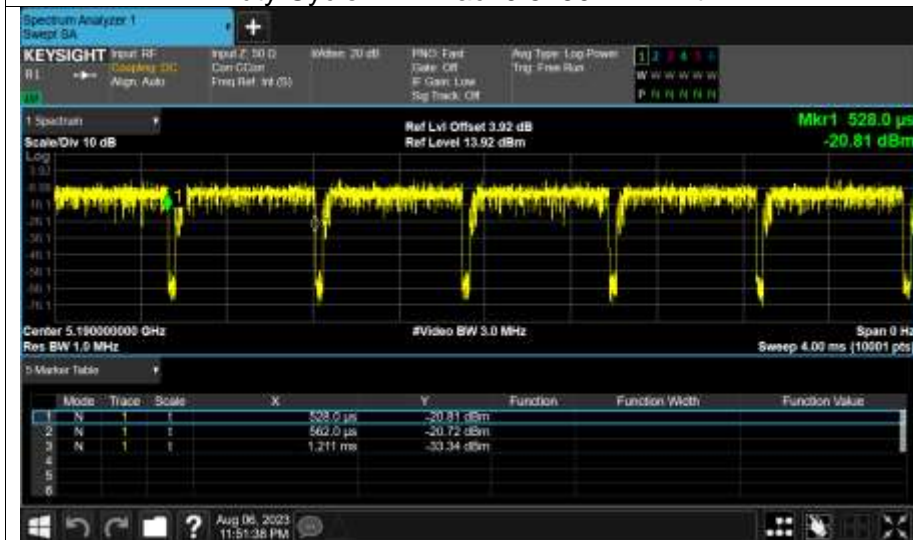 Spectrum Analyzer 1
Swept SA
+
KEYSIGHT Input: RF
Coupling: DC
Align: Auto
Input Z: 50 Ω
Corr CCorr
Freq Ref: Int (S)
#Atten: 20 dB
PNO: Fast
Gate: Off
IF Gain: Low
Sig Track: Off
Avg Type: Log-Power
Trig: Free Run
1 Spectrum
Scale/Div 10 dB
Log
Ref Lvl Offset 3.92 dB
Ref Level 13.92 dBm
Mkr1 528.0 µs
-20.81 dBm
3.92
1
Center 5.190000000 GHz
Res BW 1.0 MHz
#Video BW 3.0 MHz
Span 0 Hz
Sweep 4.00 ms (10001 pts)
5 Marker Table
Mode Trace Scale X Y Function Function Width Function Value
1 N 1 t 528.0 µs -20.81 dBm
2 N 1 t 562.0 µs -20.72 dBm
3 N 1 t 1.211 ms -33.34 dBm
4
5
6
? Aug 06, 2023
11:51:38 PM